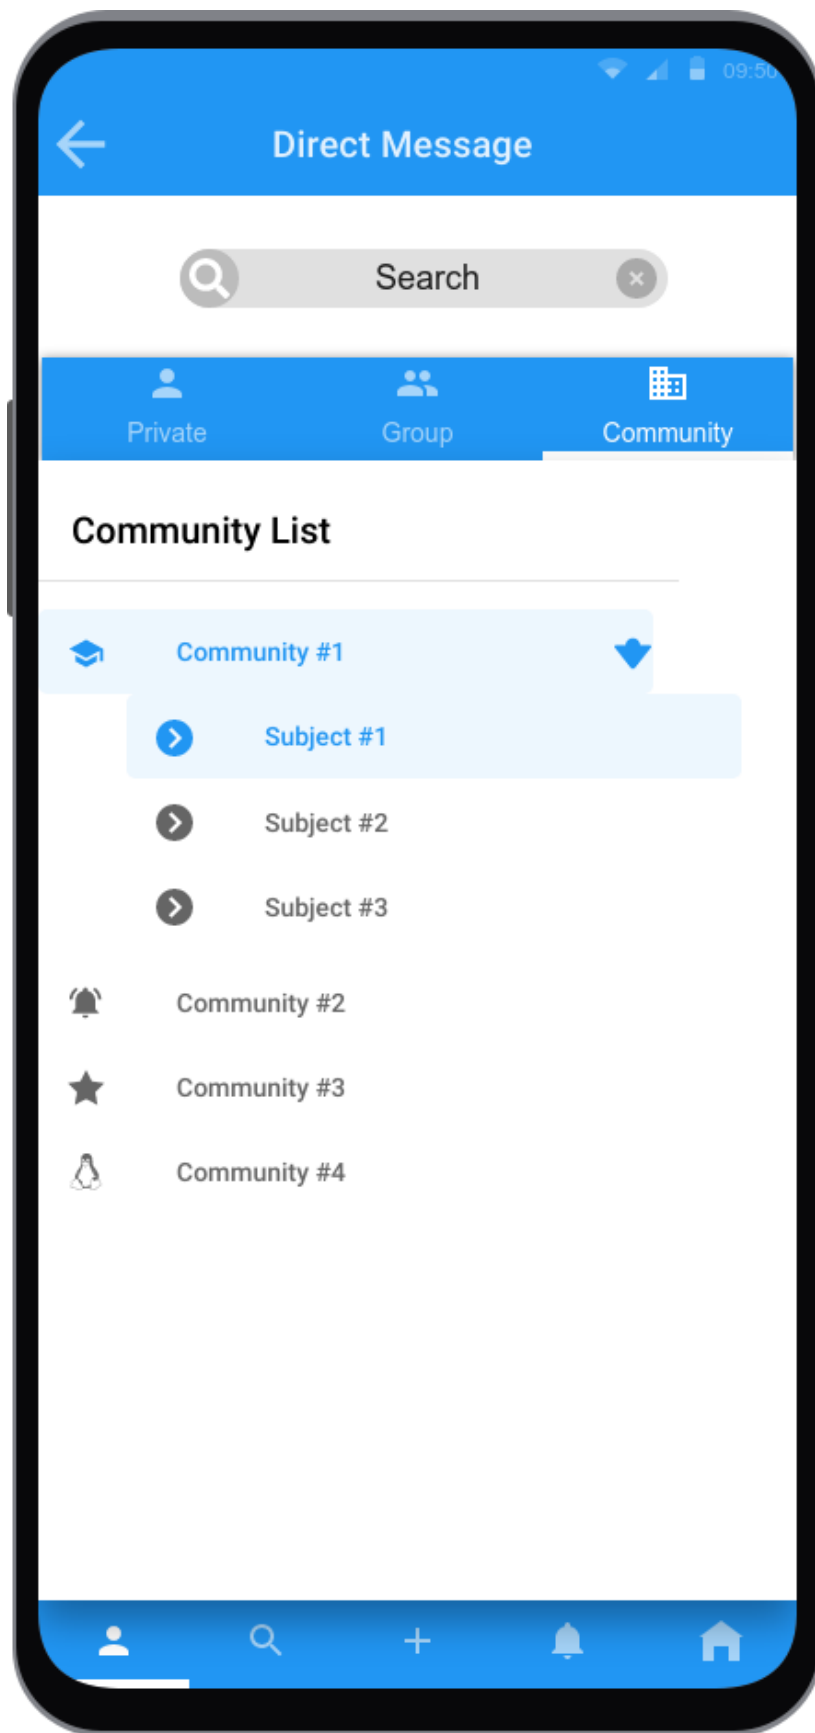 09:50
Direct Message
Search
Private Group Community
Community List
Community #1
Subject #1
Subject #2
Subject #3
Community #2
Community #3
Community #4